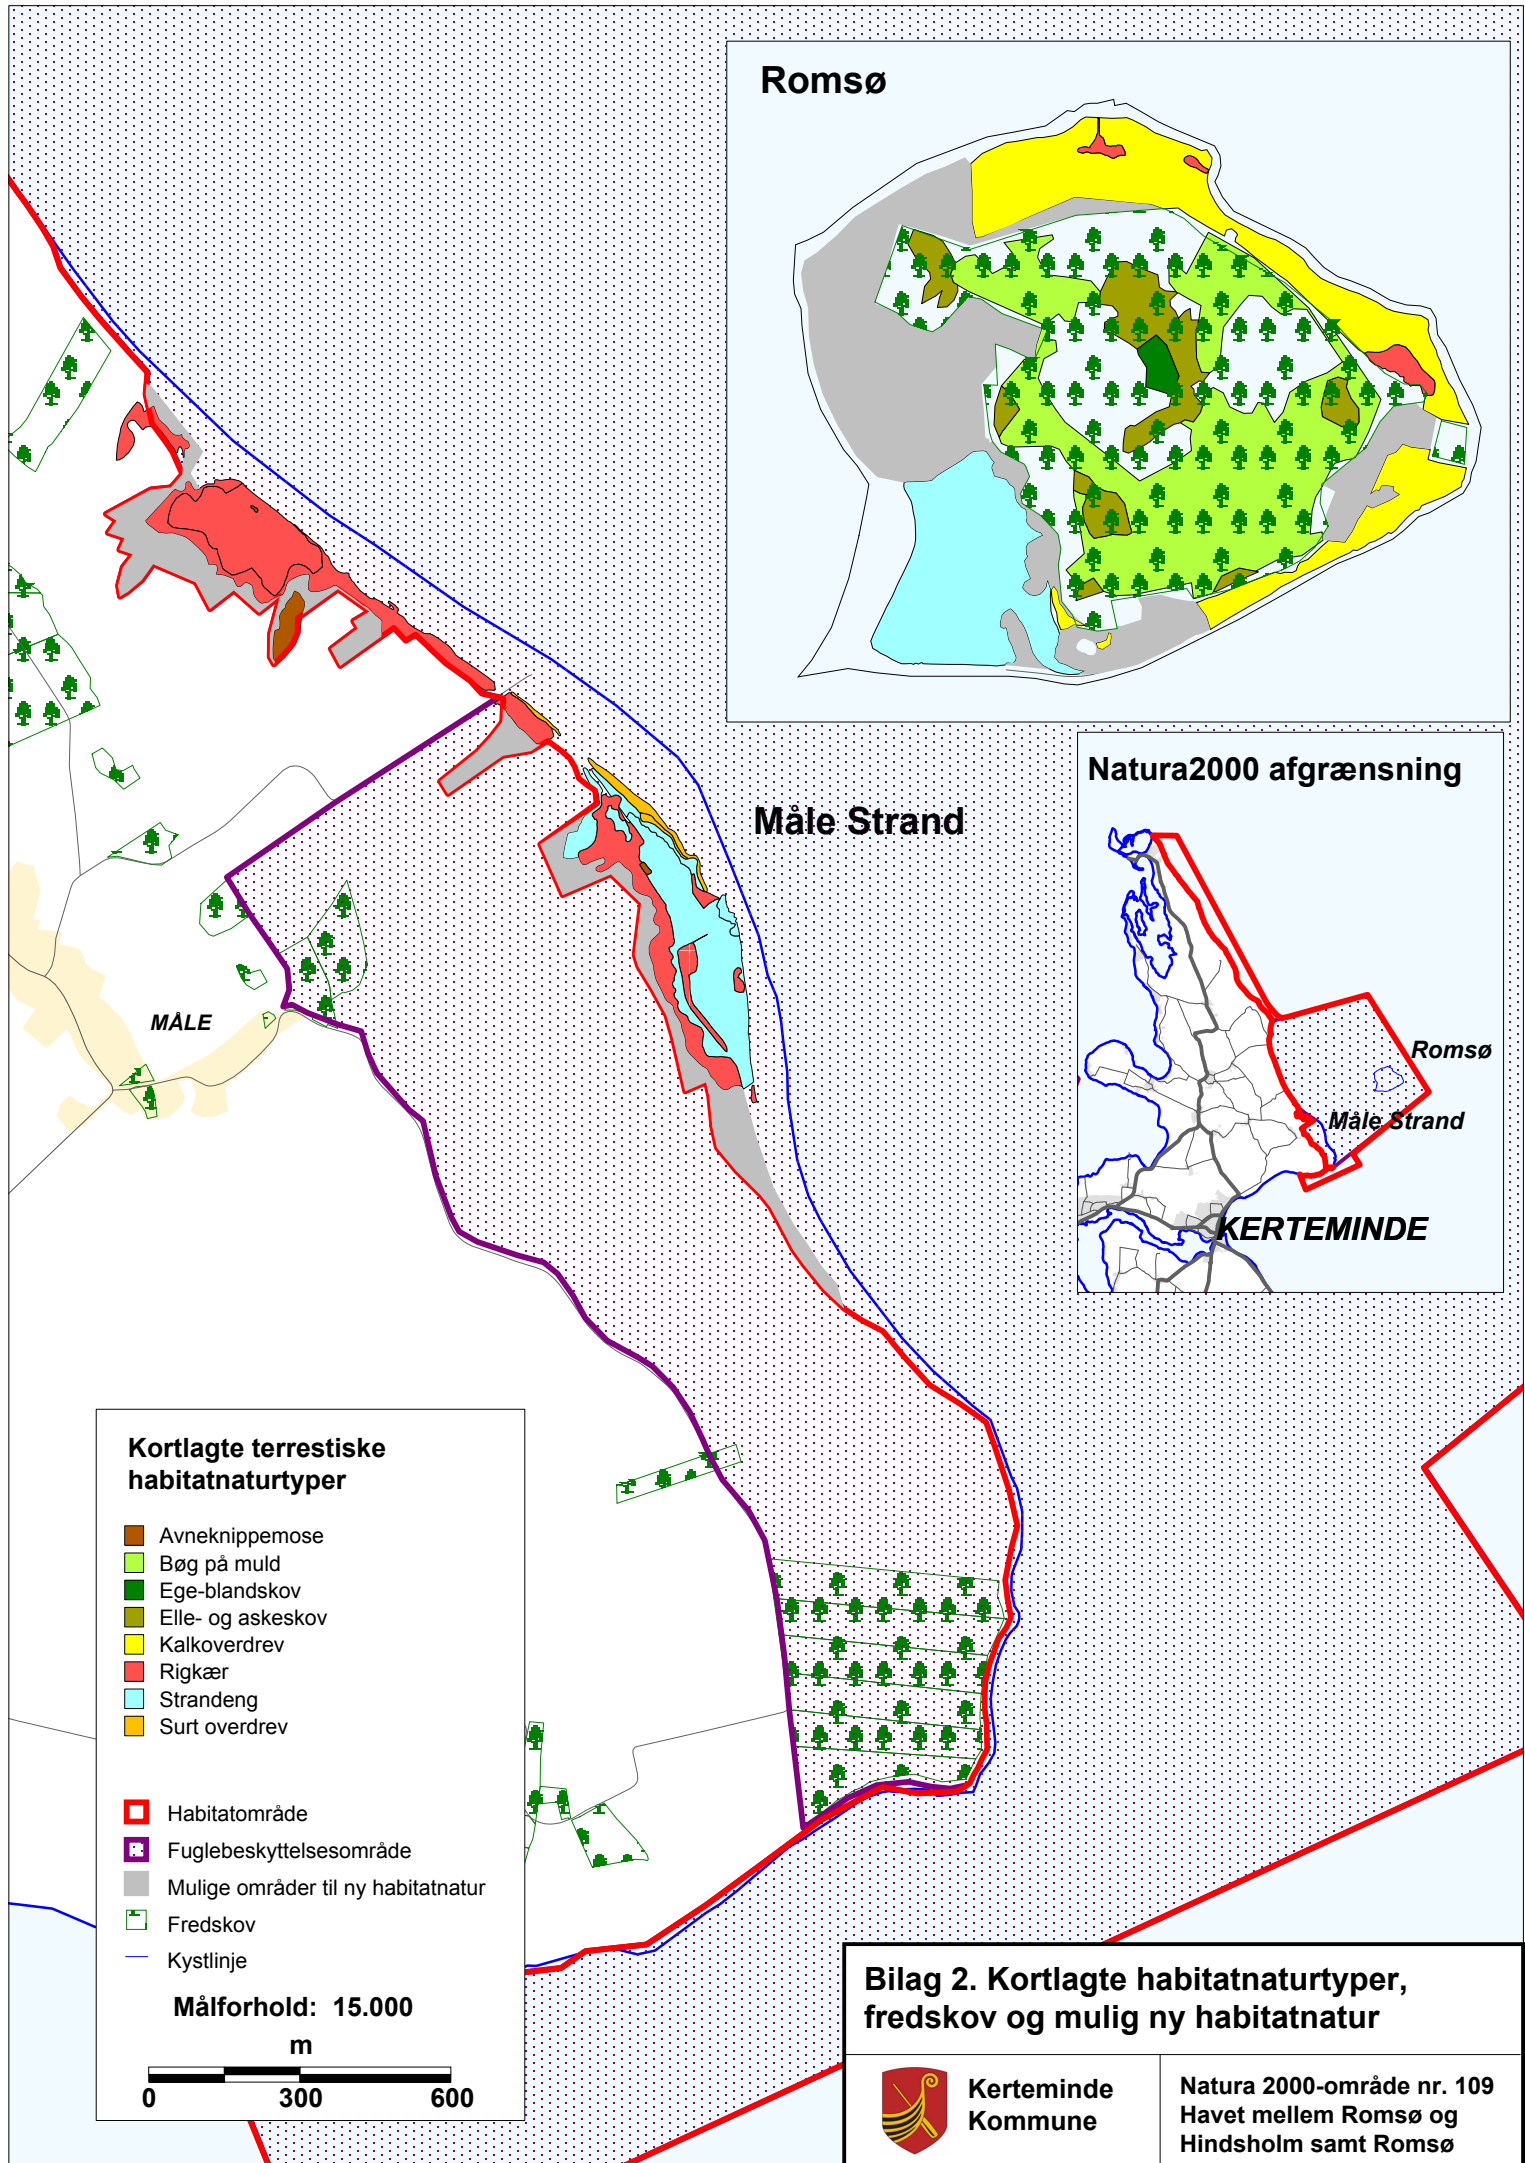 Romsø
Natura2000 afgrænsning
Måle Strand
Romsø
Måle Strand
KERTEMINDE
MÅLE
Kortlagte terrestiske
habitatnaturtyper
Avneknippemose
Bøg på muld
Ege-blandskov
Elle- og askeskov
Kalkoverdrev
Rigkær
Strandeng
Surt overdrev
Habitatområde
Fuglebeskyttelsesområde
Mulige områder til ny habitatnatur
Fredskov
Kystlinje
Målforhold: 15.000
m
0 300 600
Bilag 2. Kortlagte habitatnaturtyper,
fredskov og mulig ny habitatnatur
Kerteminde
Kommune
Natura 2000-område nr. 109
Havet mellem Romsø og
Hindsholm samt Romsø